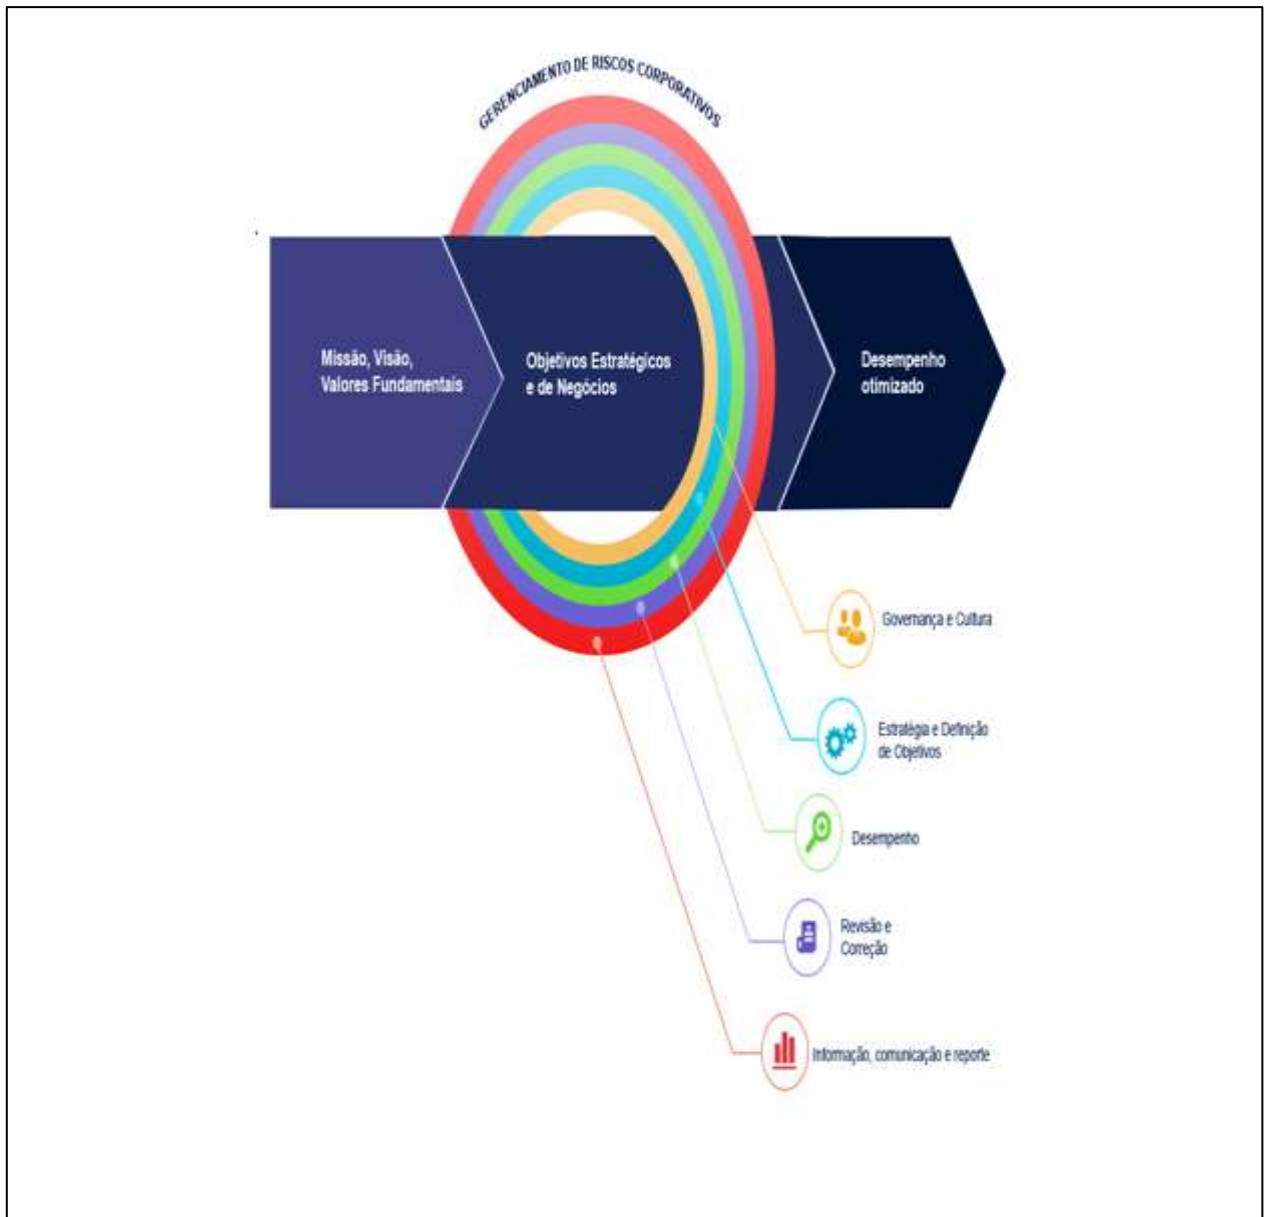 GERENCIAMENTO DE RISCOS CORPORATIVOS
Missão, Visão,
Valores Fundamentais
Objetivos Estratégicos
e de Negócios
Desempenho
otimizado
Governança e Cultura
Estratégia e Definição
de Objetivos
Desempenho
Revisão e
Correção
Informação, comunicação e reporte